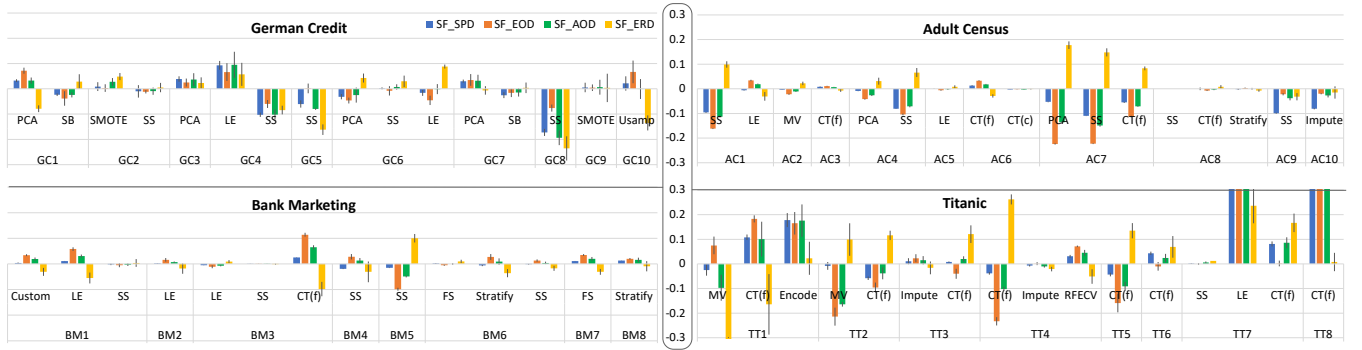 SF_SPD SF_EOD SF_AOD SF_ERD
German Credit
PCA SB SMOTE SS PCA LE SS SS PCA SS LE PCA SB SS SMOTE Usamp
GC1 GC2 GC3 GC4 GC5 GC6 GC7 GC8 GC9 GC10
0.3
0.2
0.1
0
-0.1
-0.2
-0.3
Adult Census
SS LE MV CT(f) PCA SS LE CT(f) CT(c) PCA SS CT(f) SS CT(f) Stratify SS Impute
AC1 AC2 AC3 AC4 AC5 AC6 AC7 AC8 AC9 AC10
Bank Marketing
Custom LE SS LE LE SS CT(f) SS SS FS Stratify SS FS Stratify
BM1 BM2 BM3 BM4 BM5 BM6 BM7 BM8
0.3
0.2
0.1
0
-0.1
-0.2
-0.3
Titanic
MV CT(f) Encode MV CT(f) Impute CT(f) CT(f) Impute RFECV CT(f) CT(f) SS LE CT(f) CT(f)
TT1 TT2 TT3 TT4 TT5 TT6 TT7 TT8